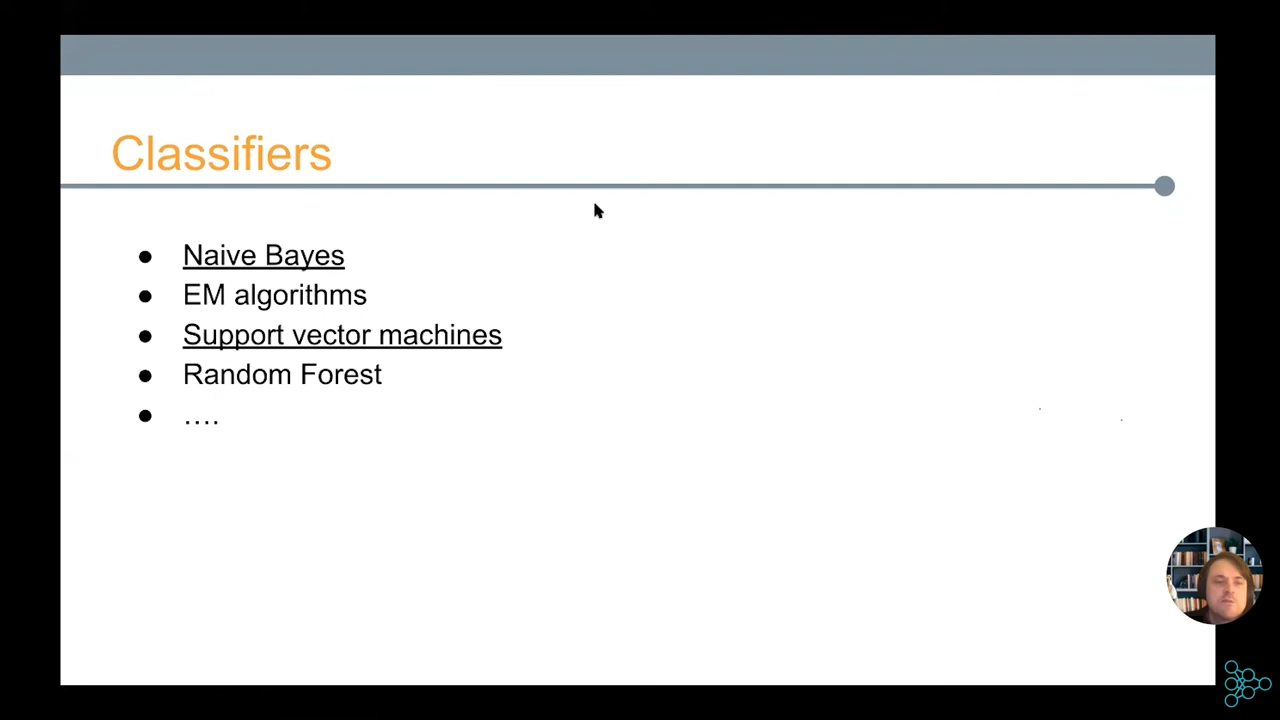 Classifiers
● Naive Bayes
● EM algorithms
● Support vector machines
● Random Forest
● ….